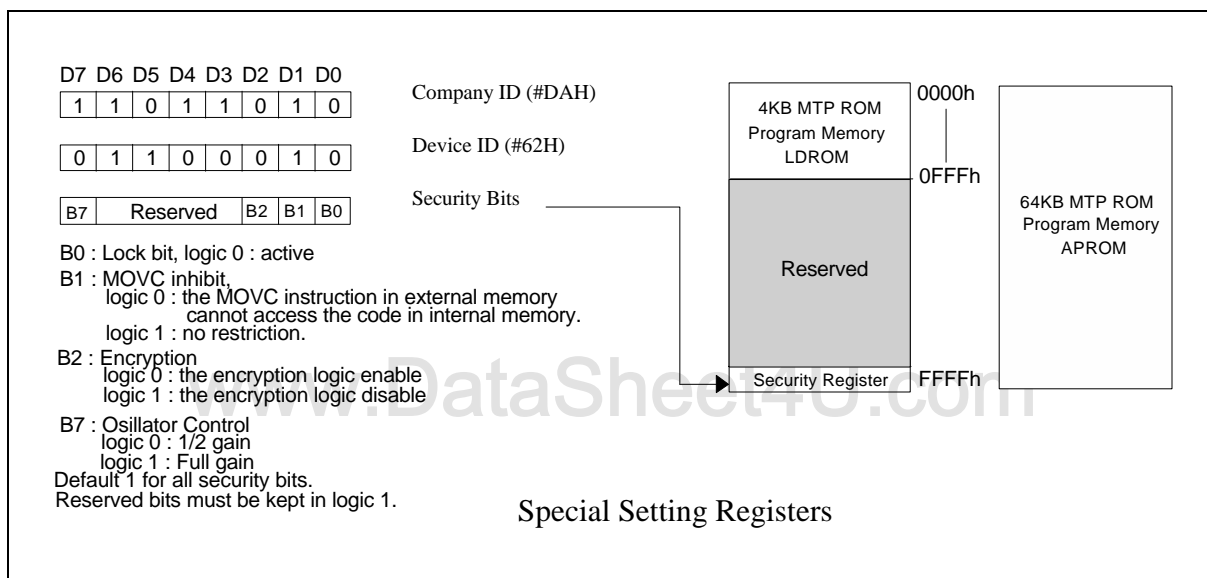 D7 D6 D5 D4 D3 D2 D1 D0
1 1 0 1 1 0 1 0
Company ID (#DAH)
0 1 1 0 0 0 1 0
Device ID (#62H)
B7 Reserved B2 B1 B0
Security Bits
B0 : Lock bit, logic 0 : active
B1 : MOVC inhibit,
logic 0 : the MOVC instruction in external memory
cannot access the code in internal memory.
logic 1 : no restriction.
B2 : Encryption
logic 0 : the encryption logic enable
logic 1 : the encryption logic disable
B7 : Osillator Control
logic 0 : 1/2 gain
logic 1 : Full gain
Default 1 for all security bits.
Reserved bits must be kept in logic 1.
4KB MTP ROM
Program Memory
LDROM
0000h
0FFFh
Reserved
Security Register
FFFFh
64KB MTP ROM
Program Memory
APROM
www.DataSheet4U.com
Special Setting Registers